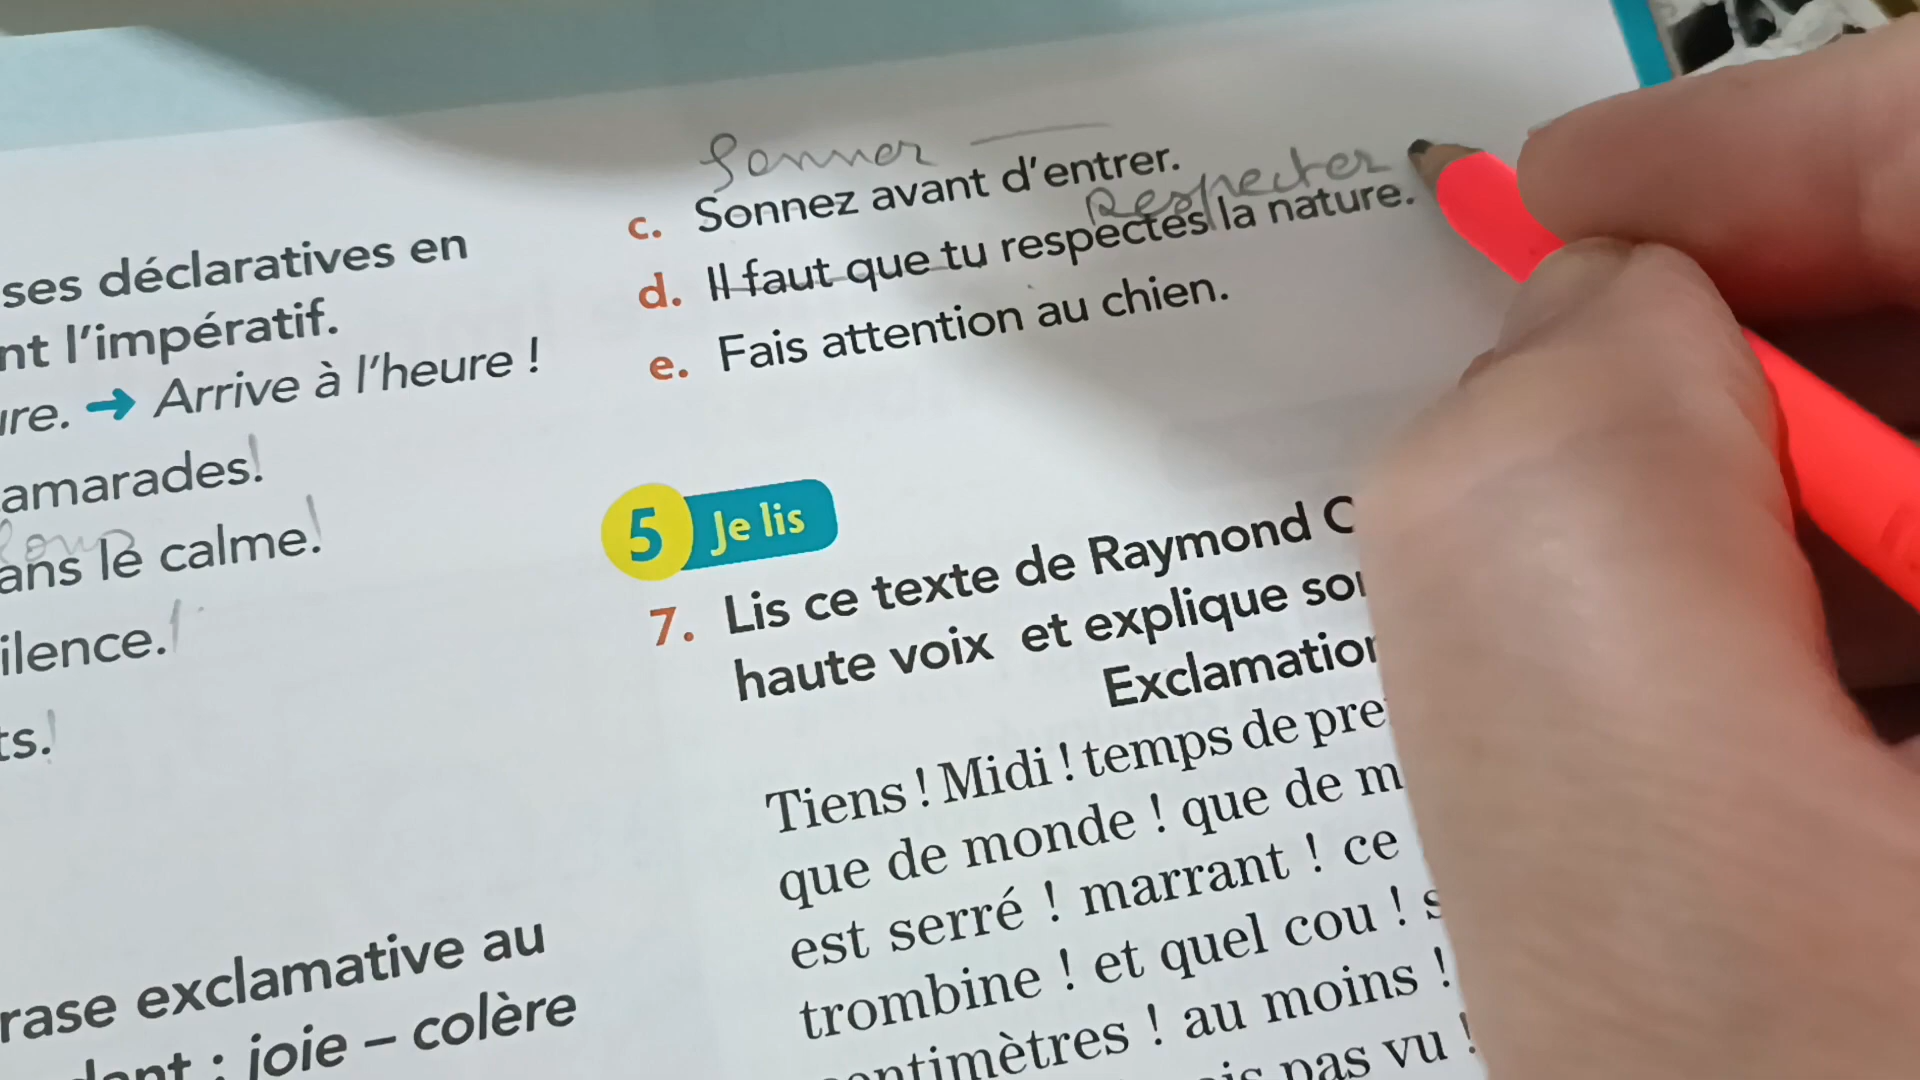 ses déclaratives en
nt l'impératif.
ure. → Arrive à l'heure !
amarades!
ans le calme.!
ilence.!
ts.!
rase exclamative au
dant : joie – colère
Sonner
c. Sonnez avant d'entrer.
Respecter
d. Il faut que tu respectes la nature.
e. Fais attention au chien.
5 Je lis
7. Lis ce texte de Raymond
haute voix et explique
Exclamation
Tiens ! Midi ! temps de pre
que de monde ! que de m
est serré ! marrant ! ce
trombine ! et quel cou ! s
entimètres ! au moins !
pas vu !